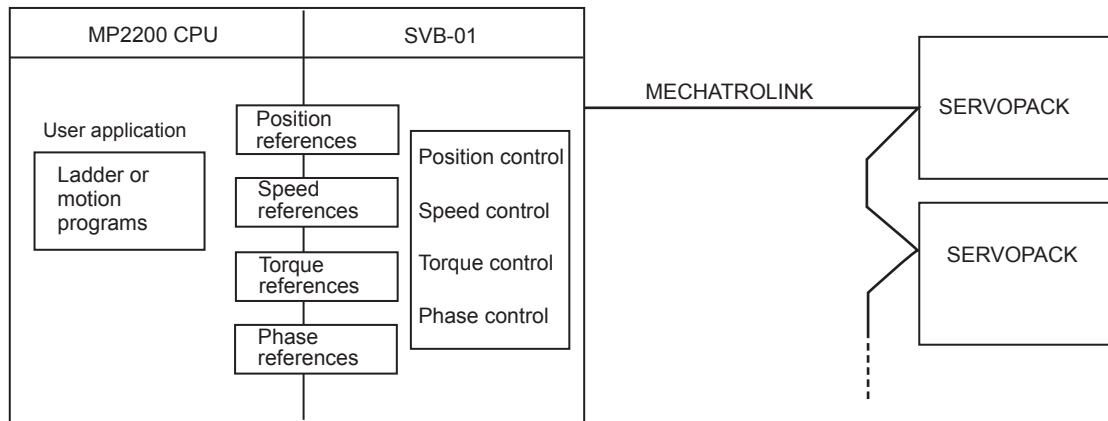 MP2200 CPU
SVB-01
User application
Ladder or
motion
programs
Position
references
Speed
references
Torque
references
Phase
references
Position control
Speed control
Torque control
Phase control
MECHATROLINK
SERVOPACK
SERVOPACK